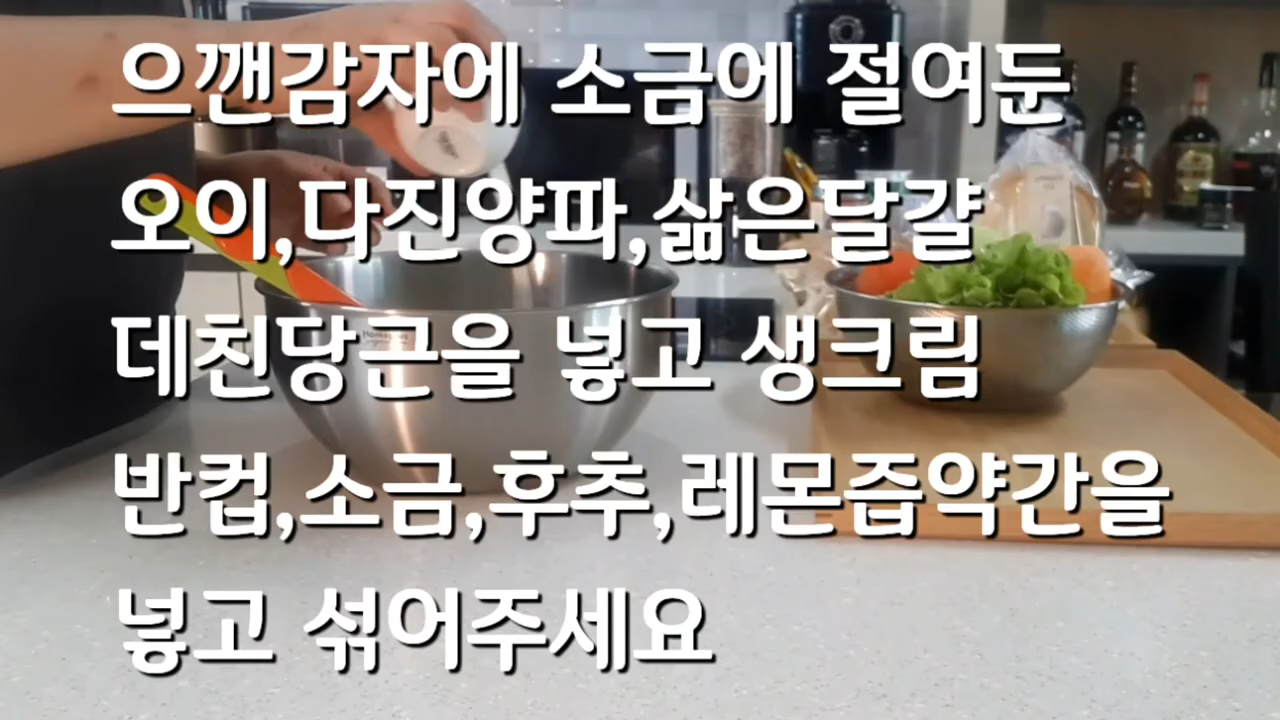 으깬감자에 소금에 절여둔
오이,다진양파,삶은달걀
데친당근을 넣고 생크림
반컵,소금,후추,레몬즙약간을
넣고 섞어주세요